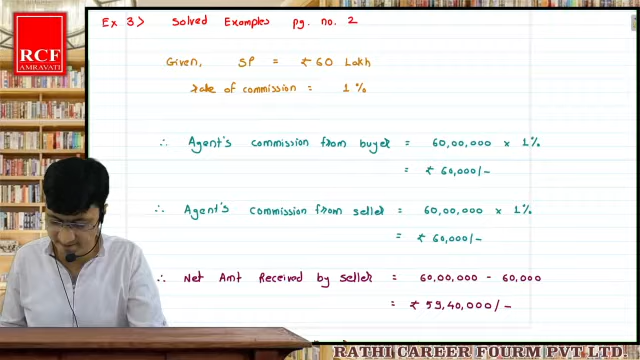 Ex 3> Solved Examples pg. no. 2
RCF
AMRAVATI
Given, SP = ₹ 60 Lakh
rate of commission = 1 %
∴ Agent's commission from buyer = 60,00,000 x 1%
= ₹ 60,000/-
∴ Agent's commission from seller = 60,00,000 x 1%
= ₹ 60,000/-
∴ Net Amt Received by seller = 60,00,000 - 60,000
= ₹ 59,40,000/-
RATHI CAREER FOURM PVT LTD